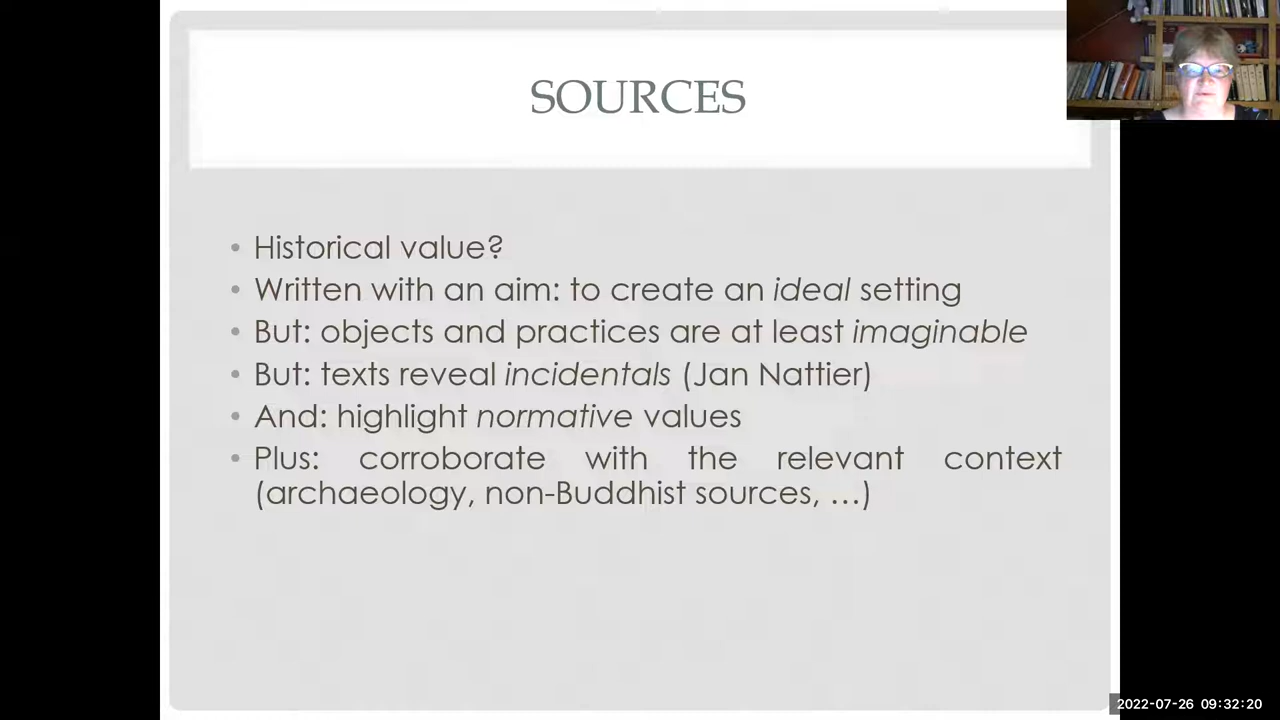 SOURCES
• Historical value?
• Written with an aim: to create an ideal setting
• But: objects and practices are at least imaginable
• But: texts reveal incidentals (Jan Nattier)
• And: highlight normative values
• Plus: corroborate with the relevant context
(archaeology, non-Buddhist sources, …)
2022-07-26 09:32:20